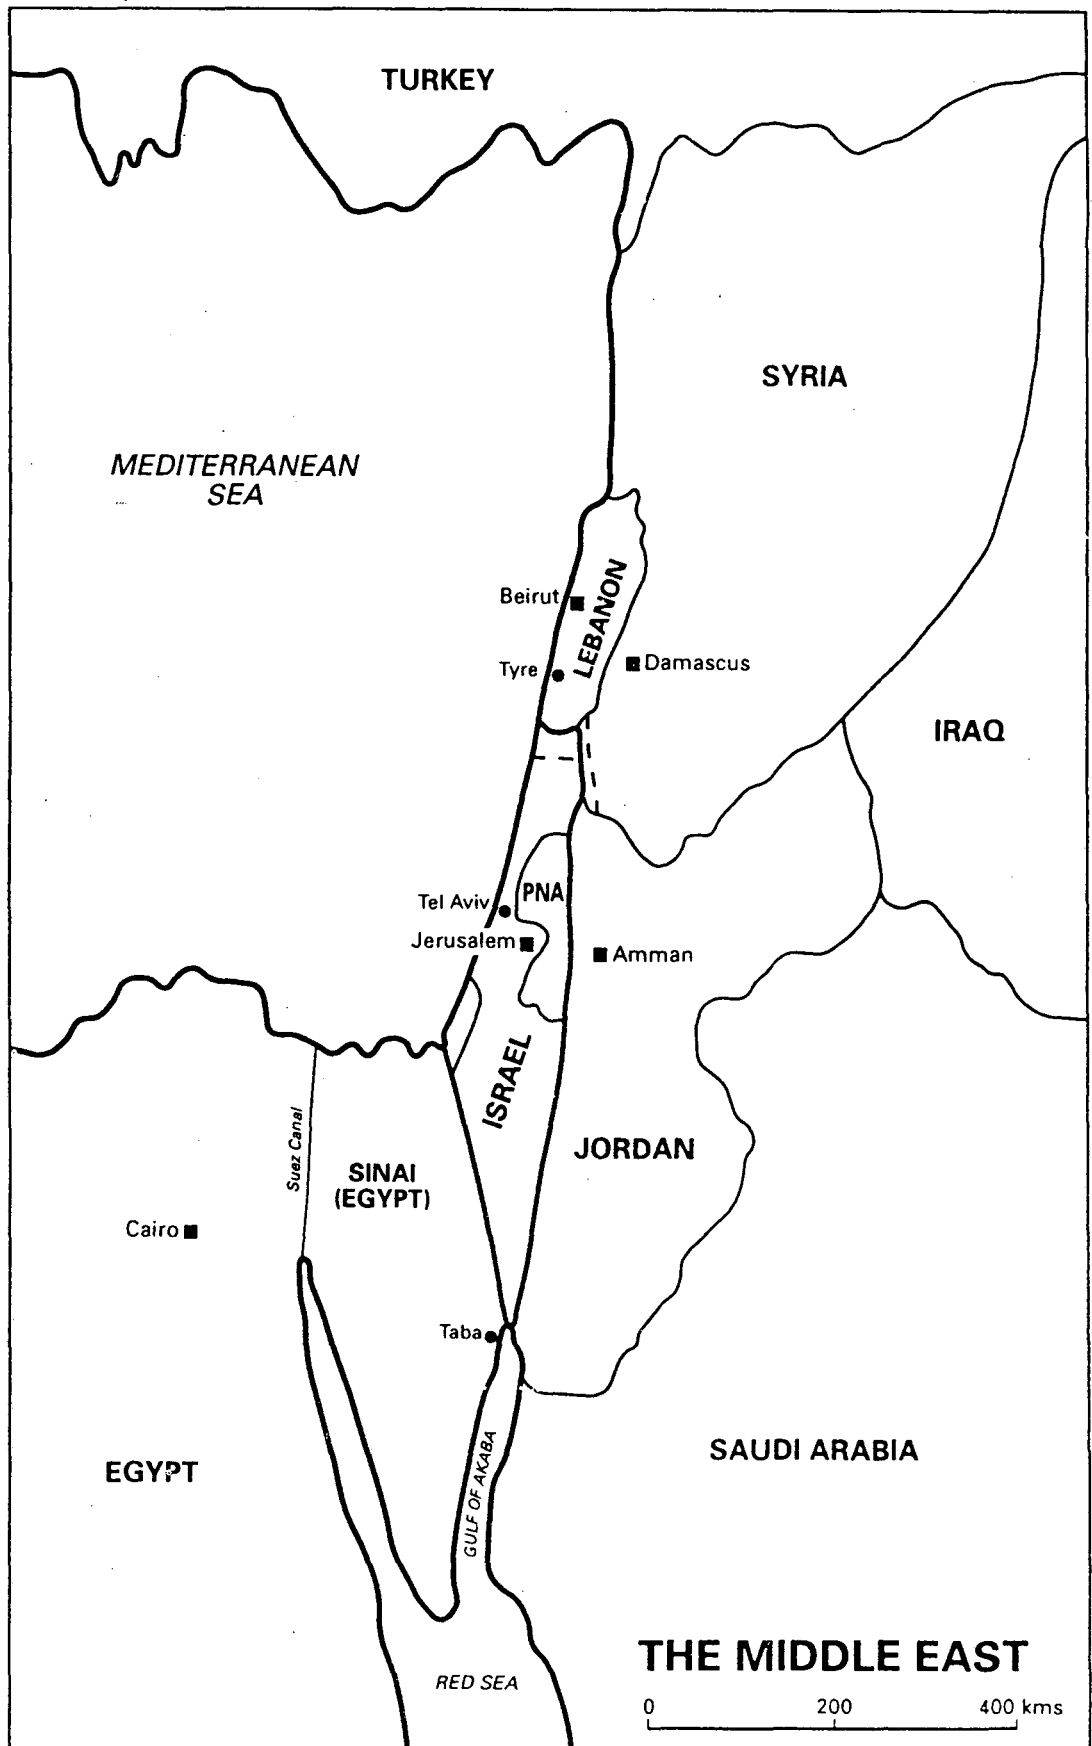 TURKEY
SYRIA
MEDITERRANEAN
SEA
Beirut
LEBANON
Tyre
Damascus
IRAQ
PNA
Tel Aviv
Jerusalem
Amman
ISRAEL
Suez Canal
SINAI
(EGYPT)
JORDAN
Cairo
Taba
GULF OF AKABA
EGYPT
SAUDI ARABIA
THE MIDDLE EAST
RED SEA
0 200 400 kms